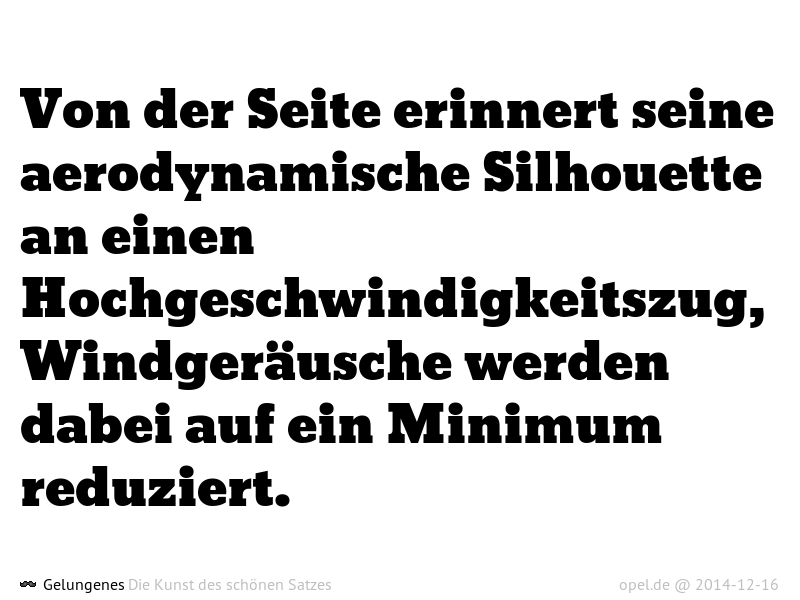 Von der Seite erinnert seine
aerodynamische Silhouette
an einen
Hochgeschwindigkeitszug,
Windgeräusche werden
dabei auf ein Minimum
reduziert.
Gelungenes Die Kunst des schönen Satzes
opel.de @ 2014-12-16